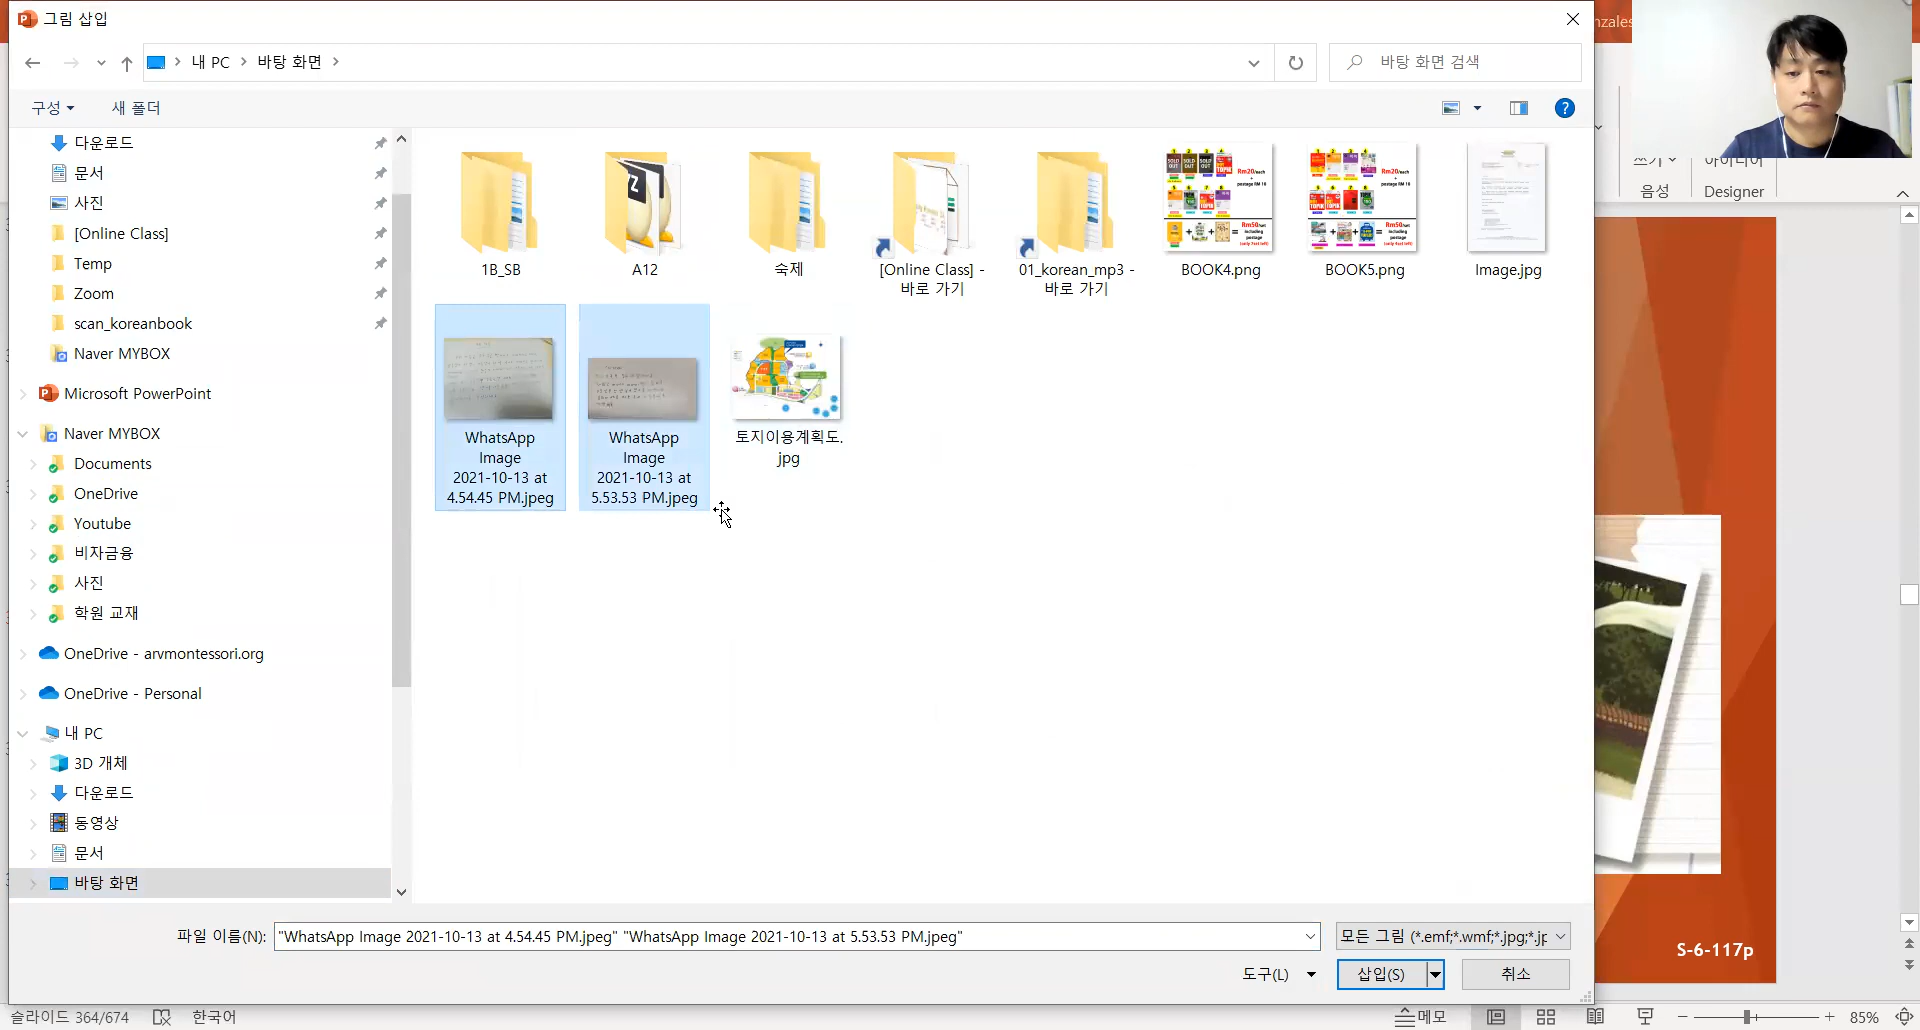 그림 삽입
내 PC > 바탕 화면 >
바탕 화면 검색
구성
새 폴더
다운로드
문서
사진
[Online Class]
Temp
Zoom
scan_koreanbook
Naver MYBOX
Microsoft PowerPoint
Naver MYBOX
Documents
OneDrive
Youtube
비자금융
사진
학원 교재
OneDrive - arvmontessori.org
OneDrive - Personal
내 PC
3D 개체
다운로드
동영상
문서
바탕 화면
1B_SB
A12
숙제
[Online Class] -
바로 가기
01_korean_mp3 -
바로 가기
BOOK4.png
BOOK5.png
Image.jpg
WhatsApp
Image
2021-10-13 at
4.54.45 PM.jpeg
WhatsApp
Image
2021-10-13 at
5.53.53 PM.jpeg
토지이용계획도.
jpg
파일 이름(N):
"WhatsApp Image 2021-10-13 at 4.54.45 PM.jpeg" "WhatsApp Image 2021-10-13 at 5.53.53 PM.jpeg"
모든 그림 (*.emf;*.wmf;*.jpg;*.jp
도구(L)
삽입(S)
취소
nzales
쓰기
아이디어
음성
Designer
S-6-117p
슬라이드 364/674
한국어
메모
85%